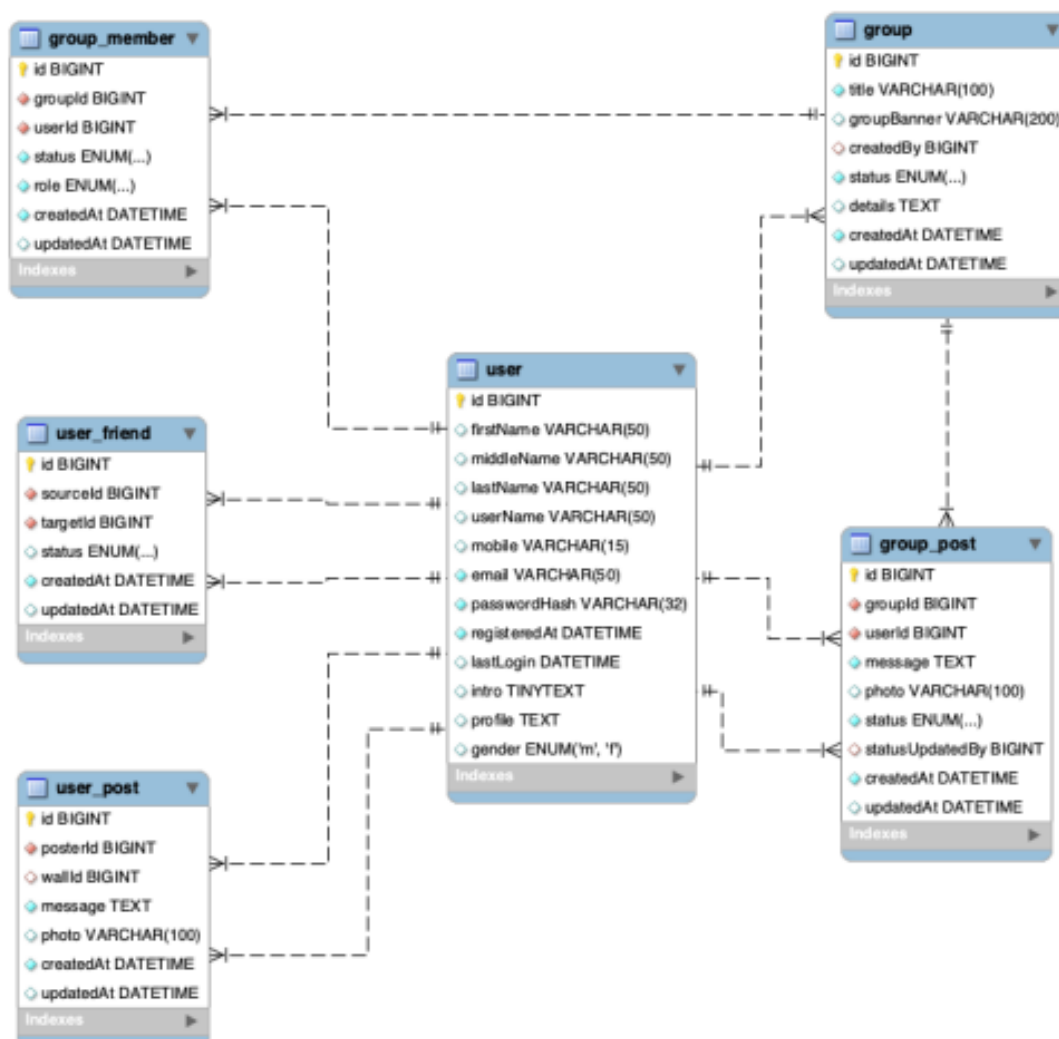 group_member
id BIGINT
groupId BIGINT
userId BIGINT
status ENUM(...)
role ENUM(...)
createdAt DATETIME
updatedAt DATETIME
Indexes
group
id BIGINT
title VARCHAR(100)
groupBanner VARCHAR(200)
createdBy BIGINT
status ENUM(...)
details TEXT
createdAt DATETIME
updatedAt DATETIME
Indexes
user
id BIGINT
firstName VARCHAR(50)
middleName VARCHAR(50)
lastName VARCHAR(50)
userName VARCHAR(50)
mobile VARCHAR(15)
email VARCHAR(50)
passwordHash VARCHAR(32)
registeredAt DATETIME
lastLogin DATETIME
intro TINYTEXT
profile TEXT
gender ENUM('m', 'f')
Indexes
user_friend
id BIGINT
sourceId BIGINT
targetId BIGINT
status ENUM(...)
createdAt DATETIME
updatedAt DATETIME
Indexes
group_post
id BIGINT
groupId BIGINT
userId BIGINT
message TEXT
photo VARCHAR(100)
status ENUM(...)
statusUpdatedBy BIGINT
createdAt DATETIME
updatedAt DATETIME
Indexes
user_post
id BIGINT
posterId BIGINT
wallId BIGINT
message TEXT
photo VARCHAR(100)
createdAt DATETIME
updatedAt DATETIME
Indexes